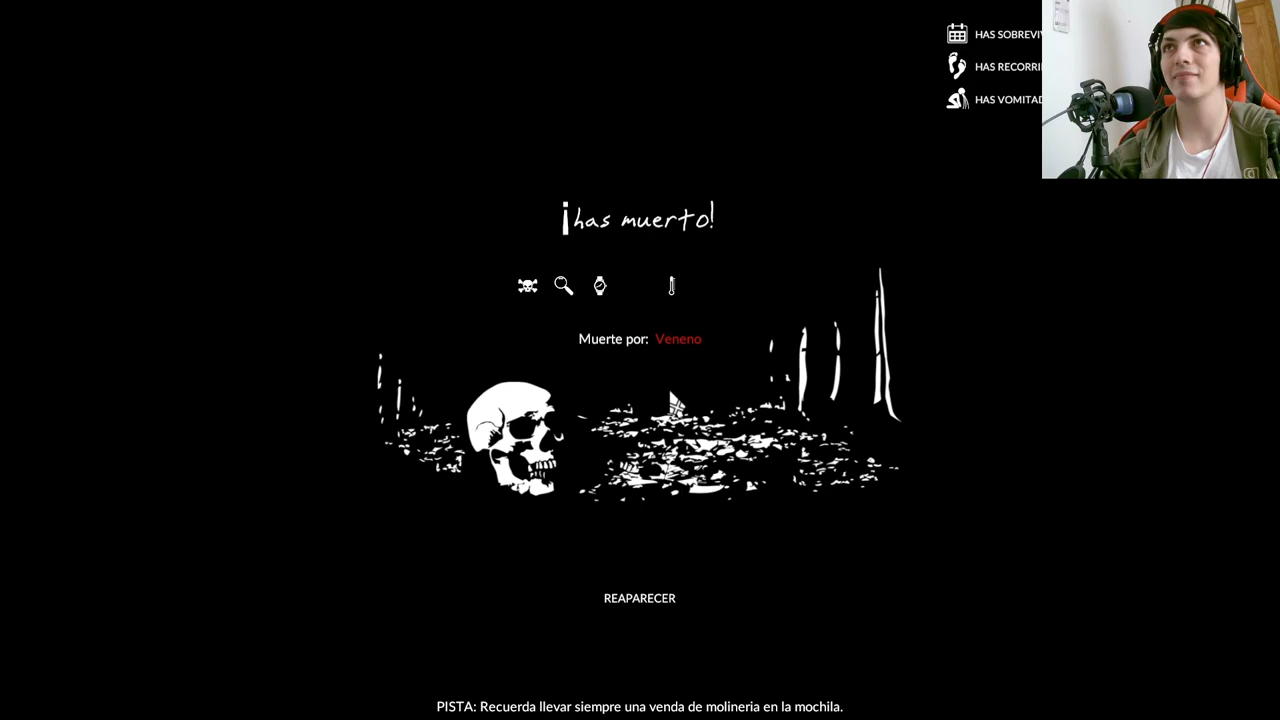 HAS SOBREVIV
HAS RECORRI
HAS VOMITAD
¡has muerto!
Muerte por: Veneno
REAPARECER
PISTA: Recuerda llevar siempre una venda de molineria en la mochila.